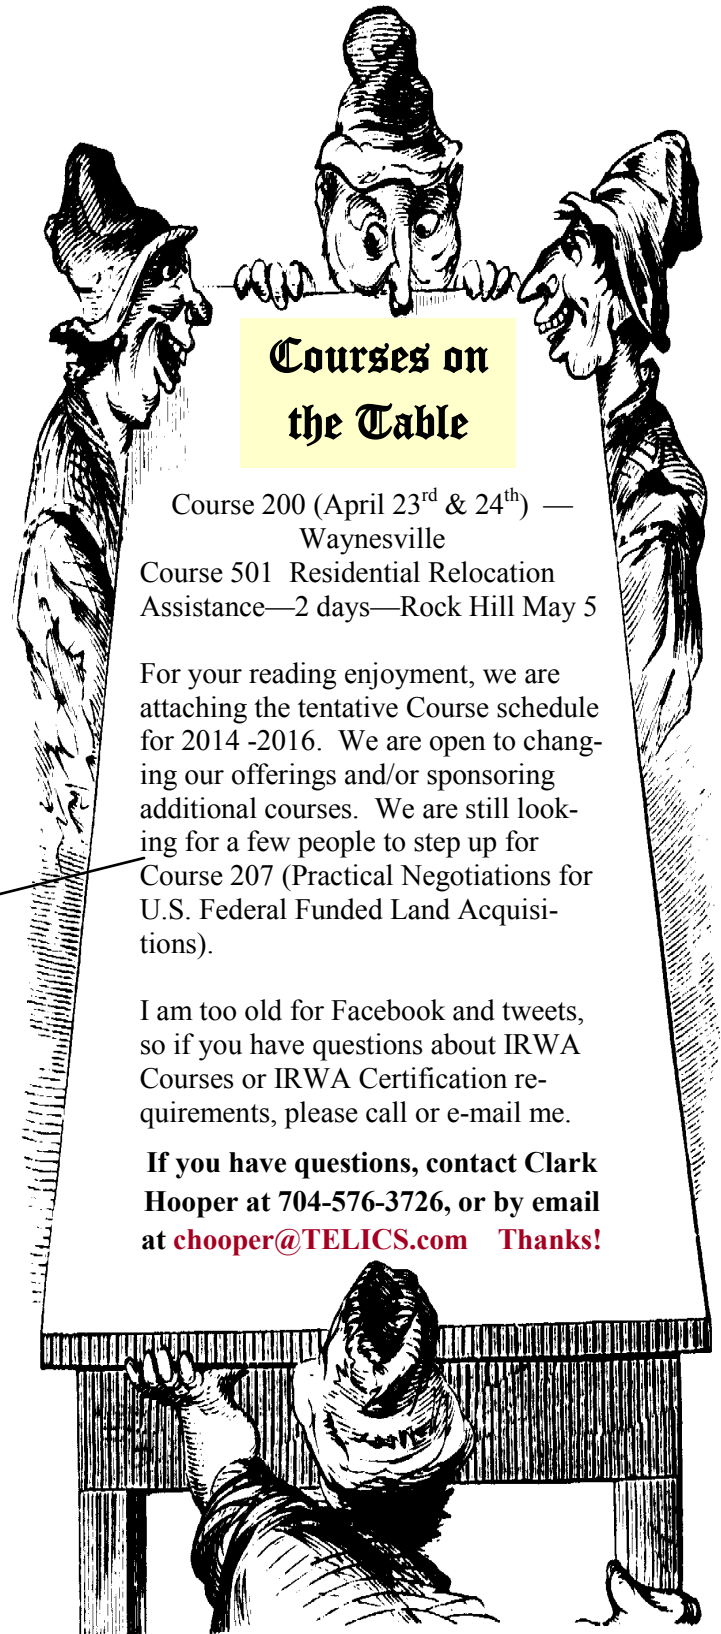 Courses on
the Table
Course 200 (April 23rd & 24th) —
Waynesville
Course 501 Residential Relocation
Assistance—2 days—Rock Hill May 5
For your reading enjoyment, we are
attaching the tentative Course schedule
for 2014 -2016. We are open to chang-
ing our offerings and/or sponsoring
additional courses. We are still look-
ing for a few people to step up for
Course 207 (Practical Negotiations for
U.S. Federal Funded Land Acquisi-
tions).
I am too old for Facebook and tweets,
so if you have questions about IRWA
Courses or IRWA Certification re-
quirements, please call or e-mail me.
If you have questions, contact Clark
Hooper at 704-576-3726, or by email
at chooper@TELICS.com Thanks!